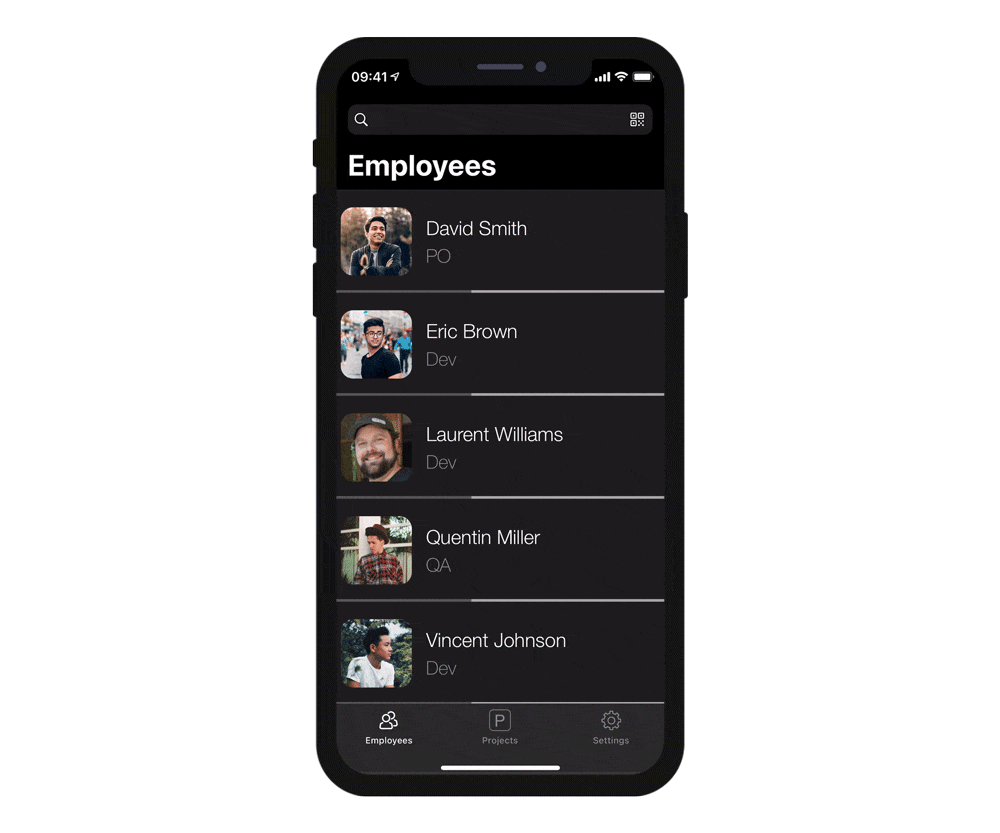 09:41
Employees
David Smith
PO
Eric Brown
Dev
Laurent Williams
Dev
Quentin Miller
QA
Vincent Johnson
Dev
P
Employees
Projects
Settings